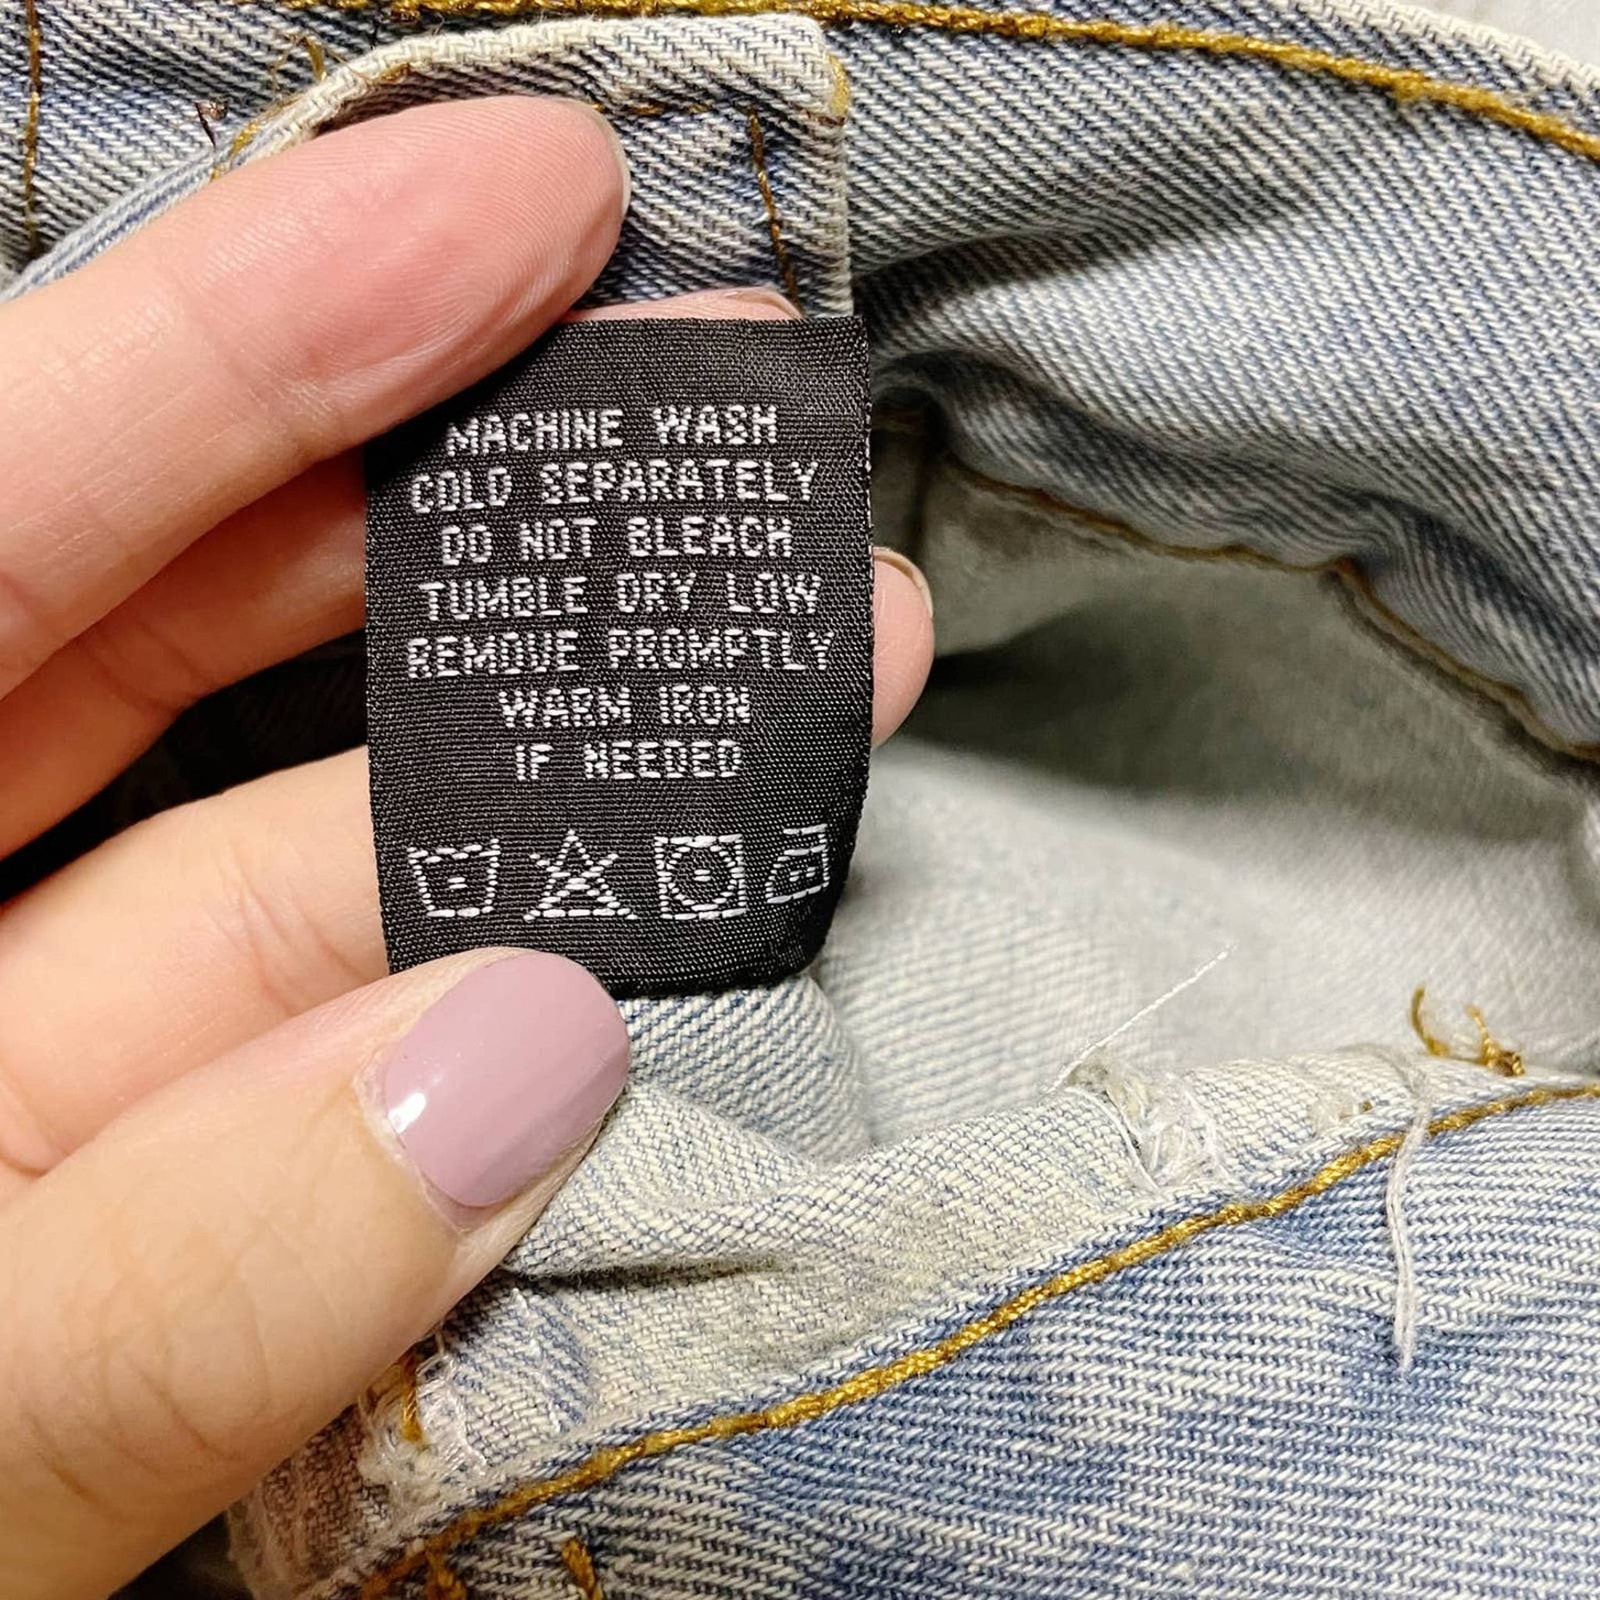 MACHINE WASH
COLD SEPARATELY
DO NOT BLEACH
TUMBLE DRY LOW
REMOVE PROMPTLY
WARM IRON
IF NEEDED